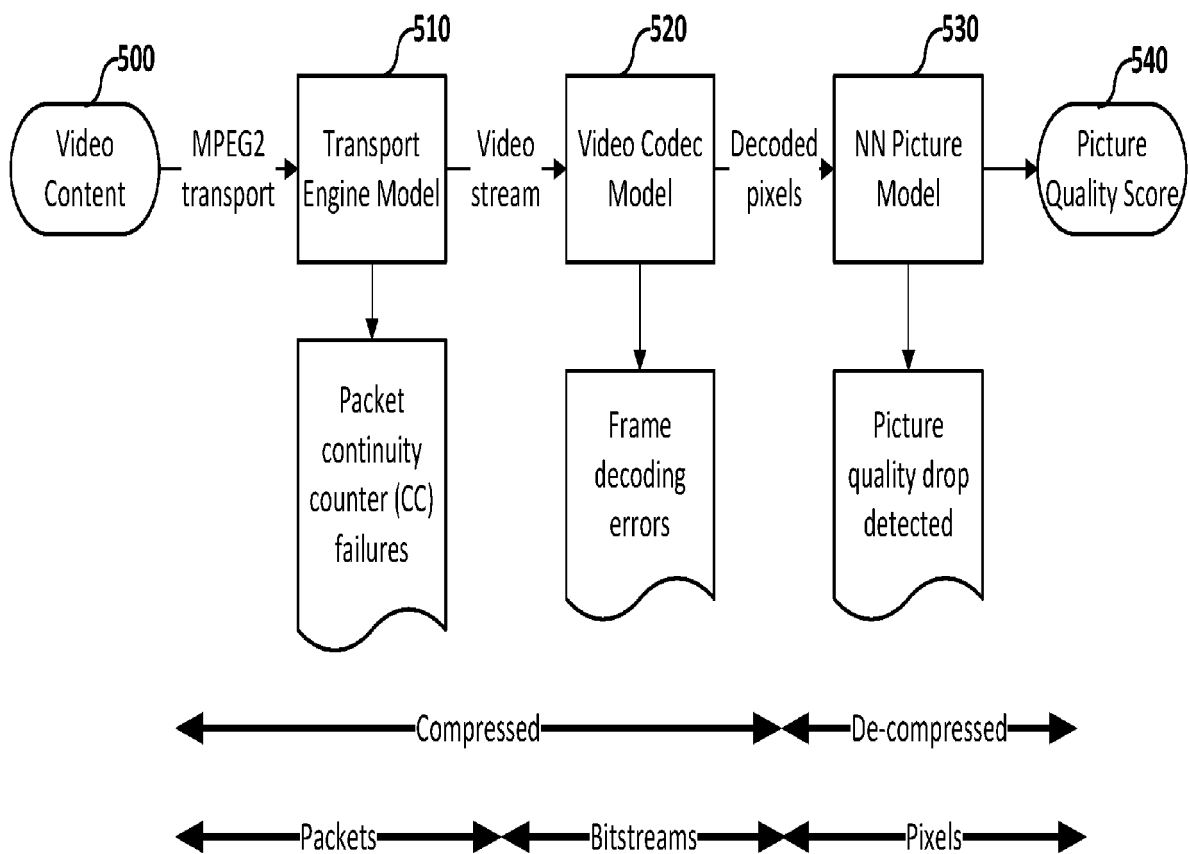 500
510
520
530
540
Video
Content
MPEG2
transport
Transport
Engine Model
Video
stream
Video Codec
Model
Decoded
pixels
NN Picture
Model
Picture
Quality Score
Packet
continuity
counter (CC)
failures
Frame
decoding
errors
Picture
quality drop
detected
Compressed
De-compressed
Packets
Bitstreams
Pixels